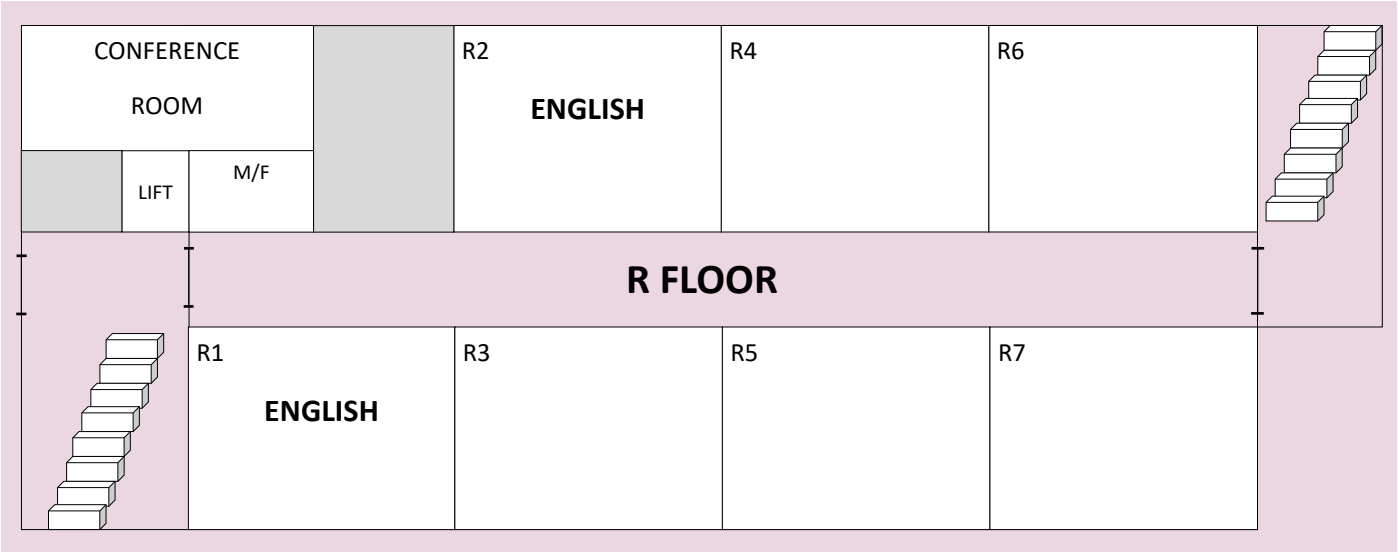 CONFERENCE
ROOM
LIFT
M/F
R2
ENGLISH
R4
R6
R FLOOR
R1
ENGLISH
R3
R5
R7